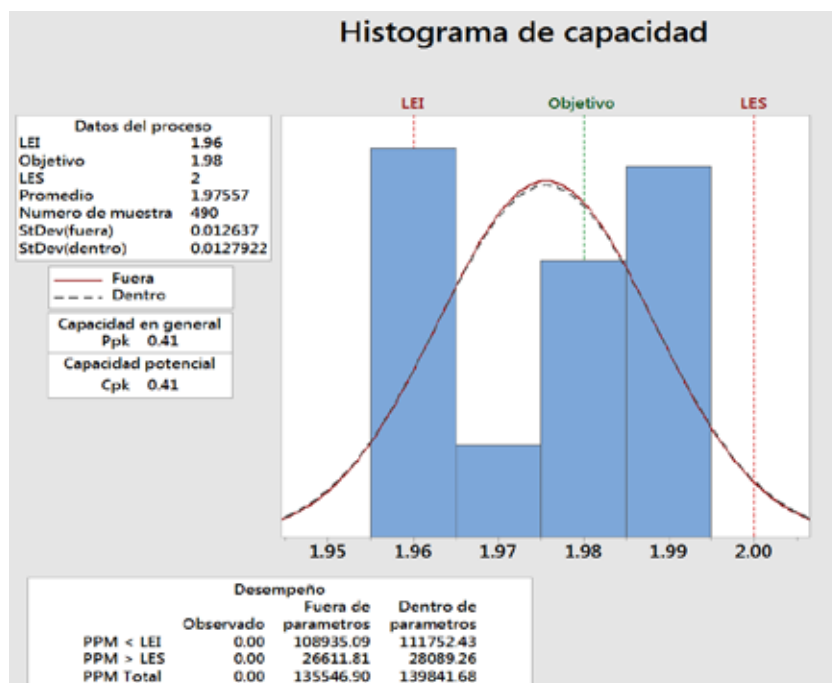 Histograma de capacidad
LEI Objetivo LES
Datos del proceso
LEI 1.96
Objetivo 1.98
LES 2
Promedio 1.97557
Numero de muestra 490
StDev(fuera) 0.012637
StDev(dentro) 0.0127922
Fuera
Dentro
Capacidad en general
Ppk 0.41
Capacidad potencial
Cpk 0.41
1.95 1.96 1.97 1.98 1.99 2.00
Desempeño
Fuera de Dentro de
Observado parametros parametros
PPM < LEI 0.00 108935.09 111752.43
PPM > LES 0.00 26611.81 28089.26
PPM Total 0.00 135546.90 139841.68